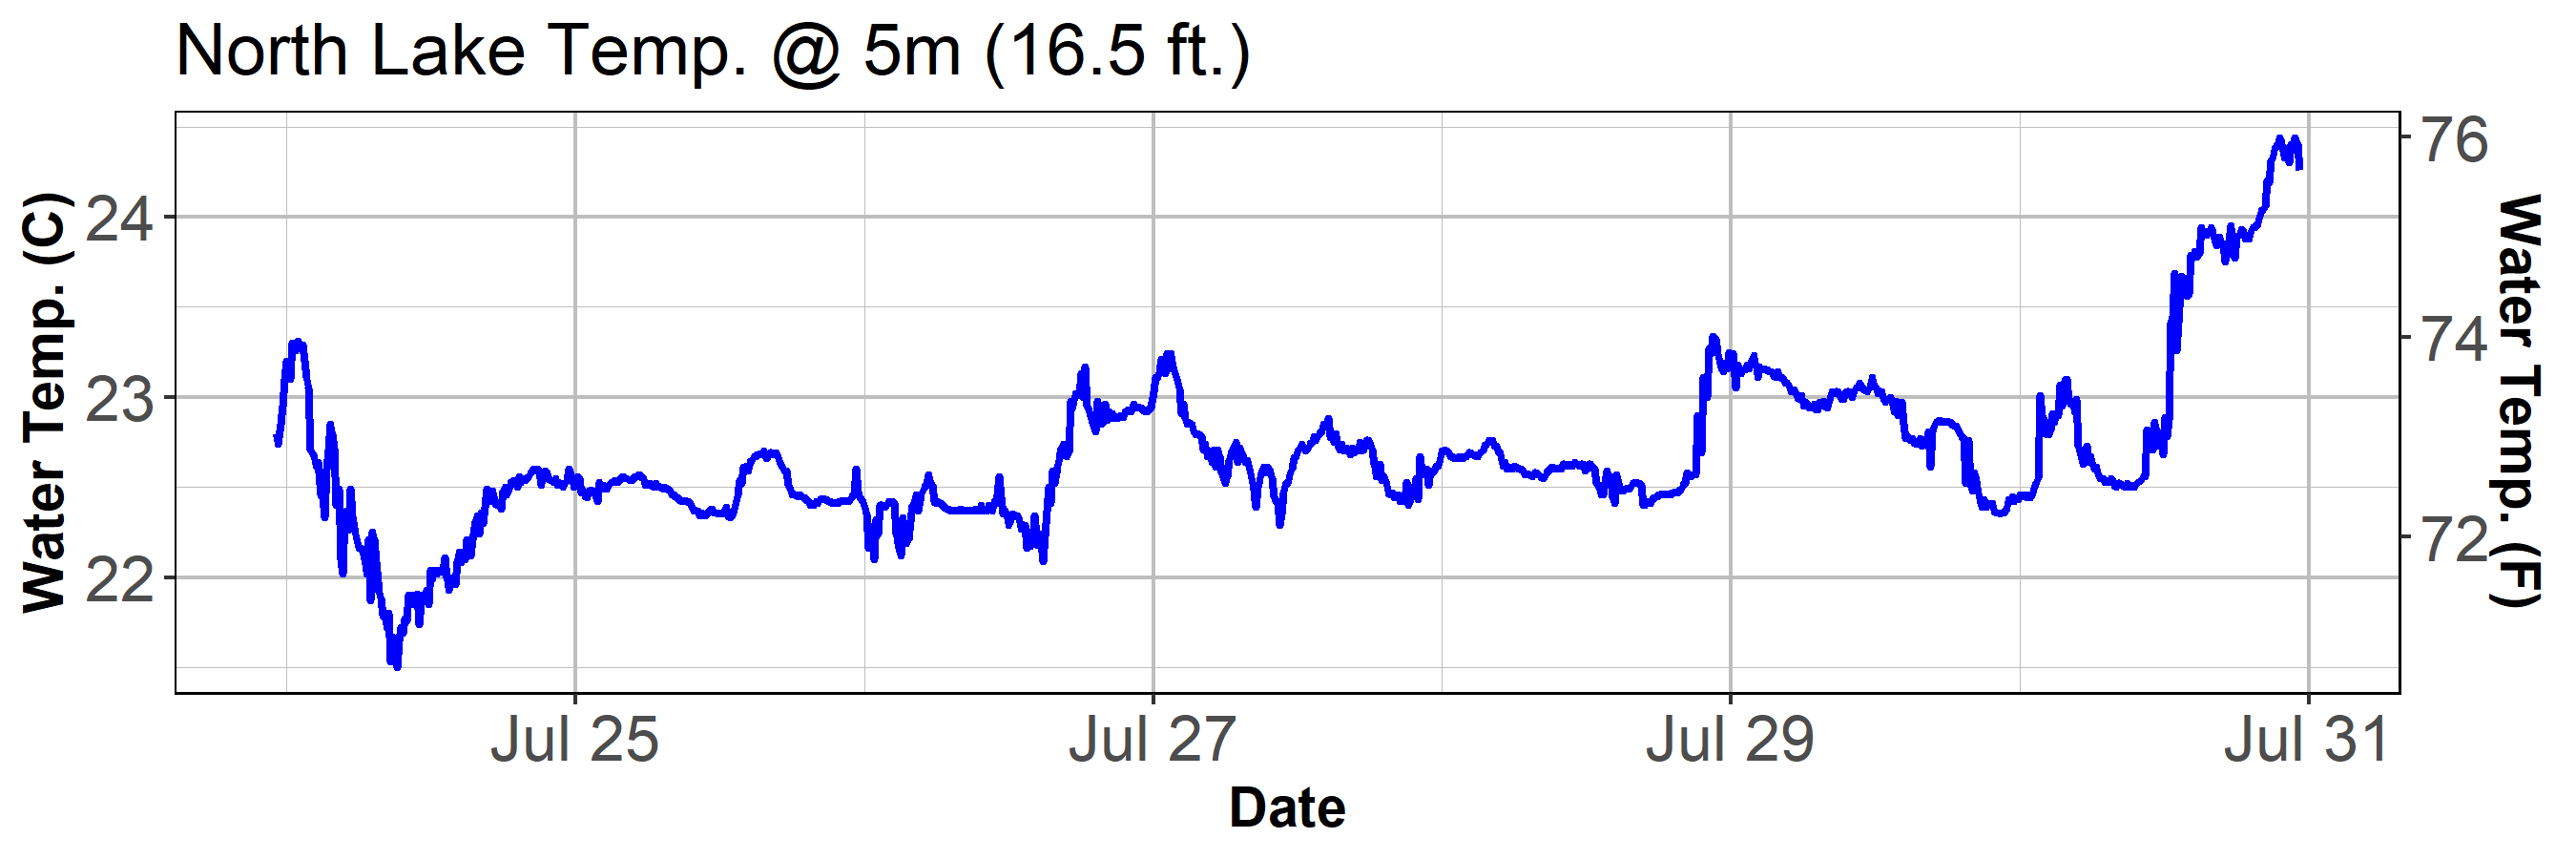 North Lake Temp. @ 5m (16.5 ft.)
Water Temp. (C)
24
23
22
76
74
72
Water Temp. (F)
Jul 25
Jul 27
Jul 29
Jul 31
Date